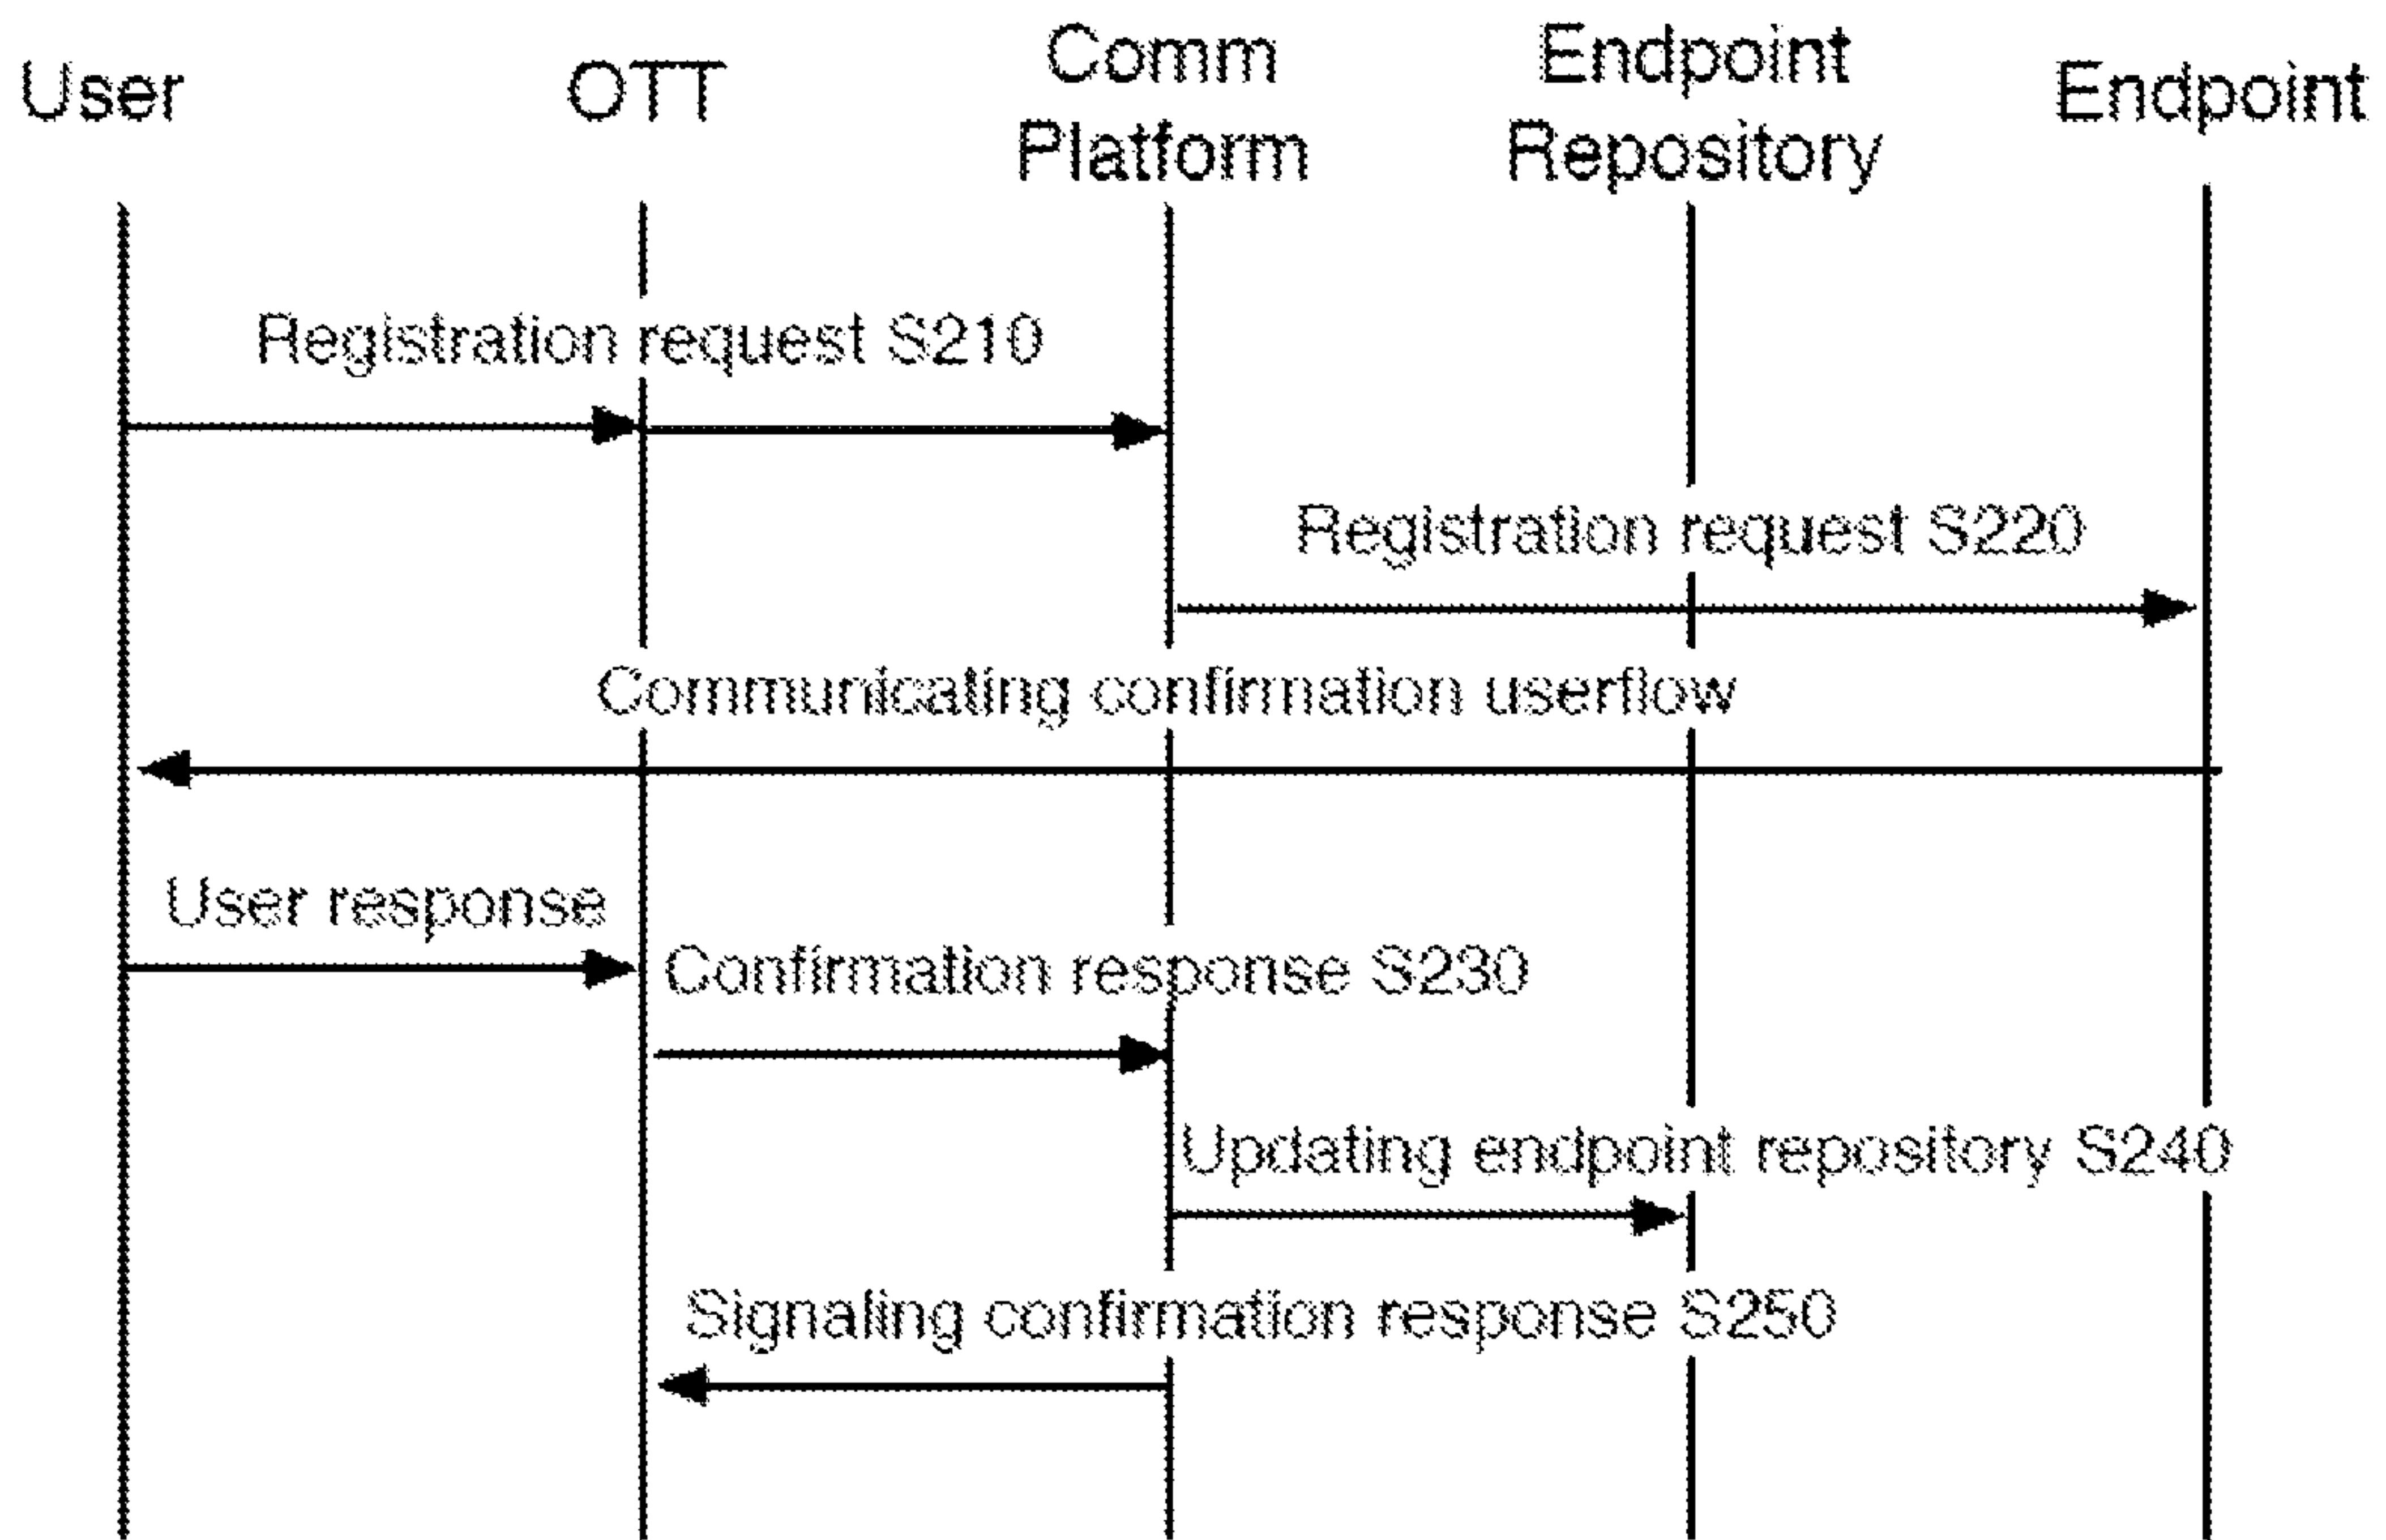 User
OTT
Comm
Platform
Endpoint
Repository
Endpoint
Registration request S210
Registration request S220
Communicating confirmation userflow
User response
Confirmation response S230
Updating endpoint repository S240
Signaling confirmation response S250